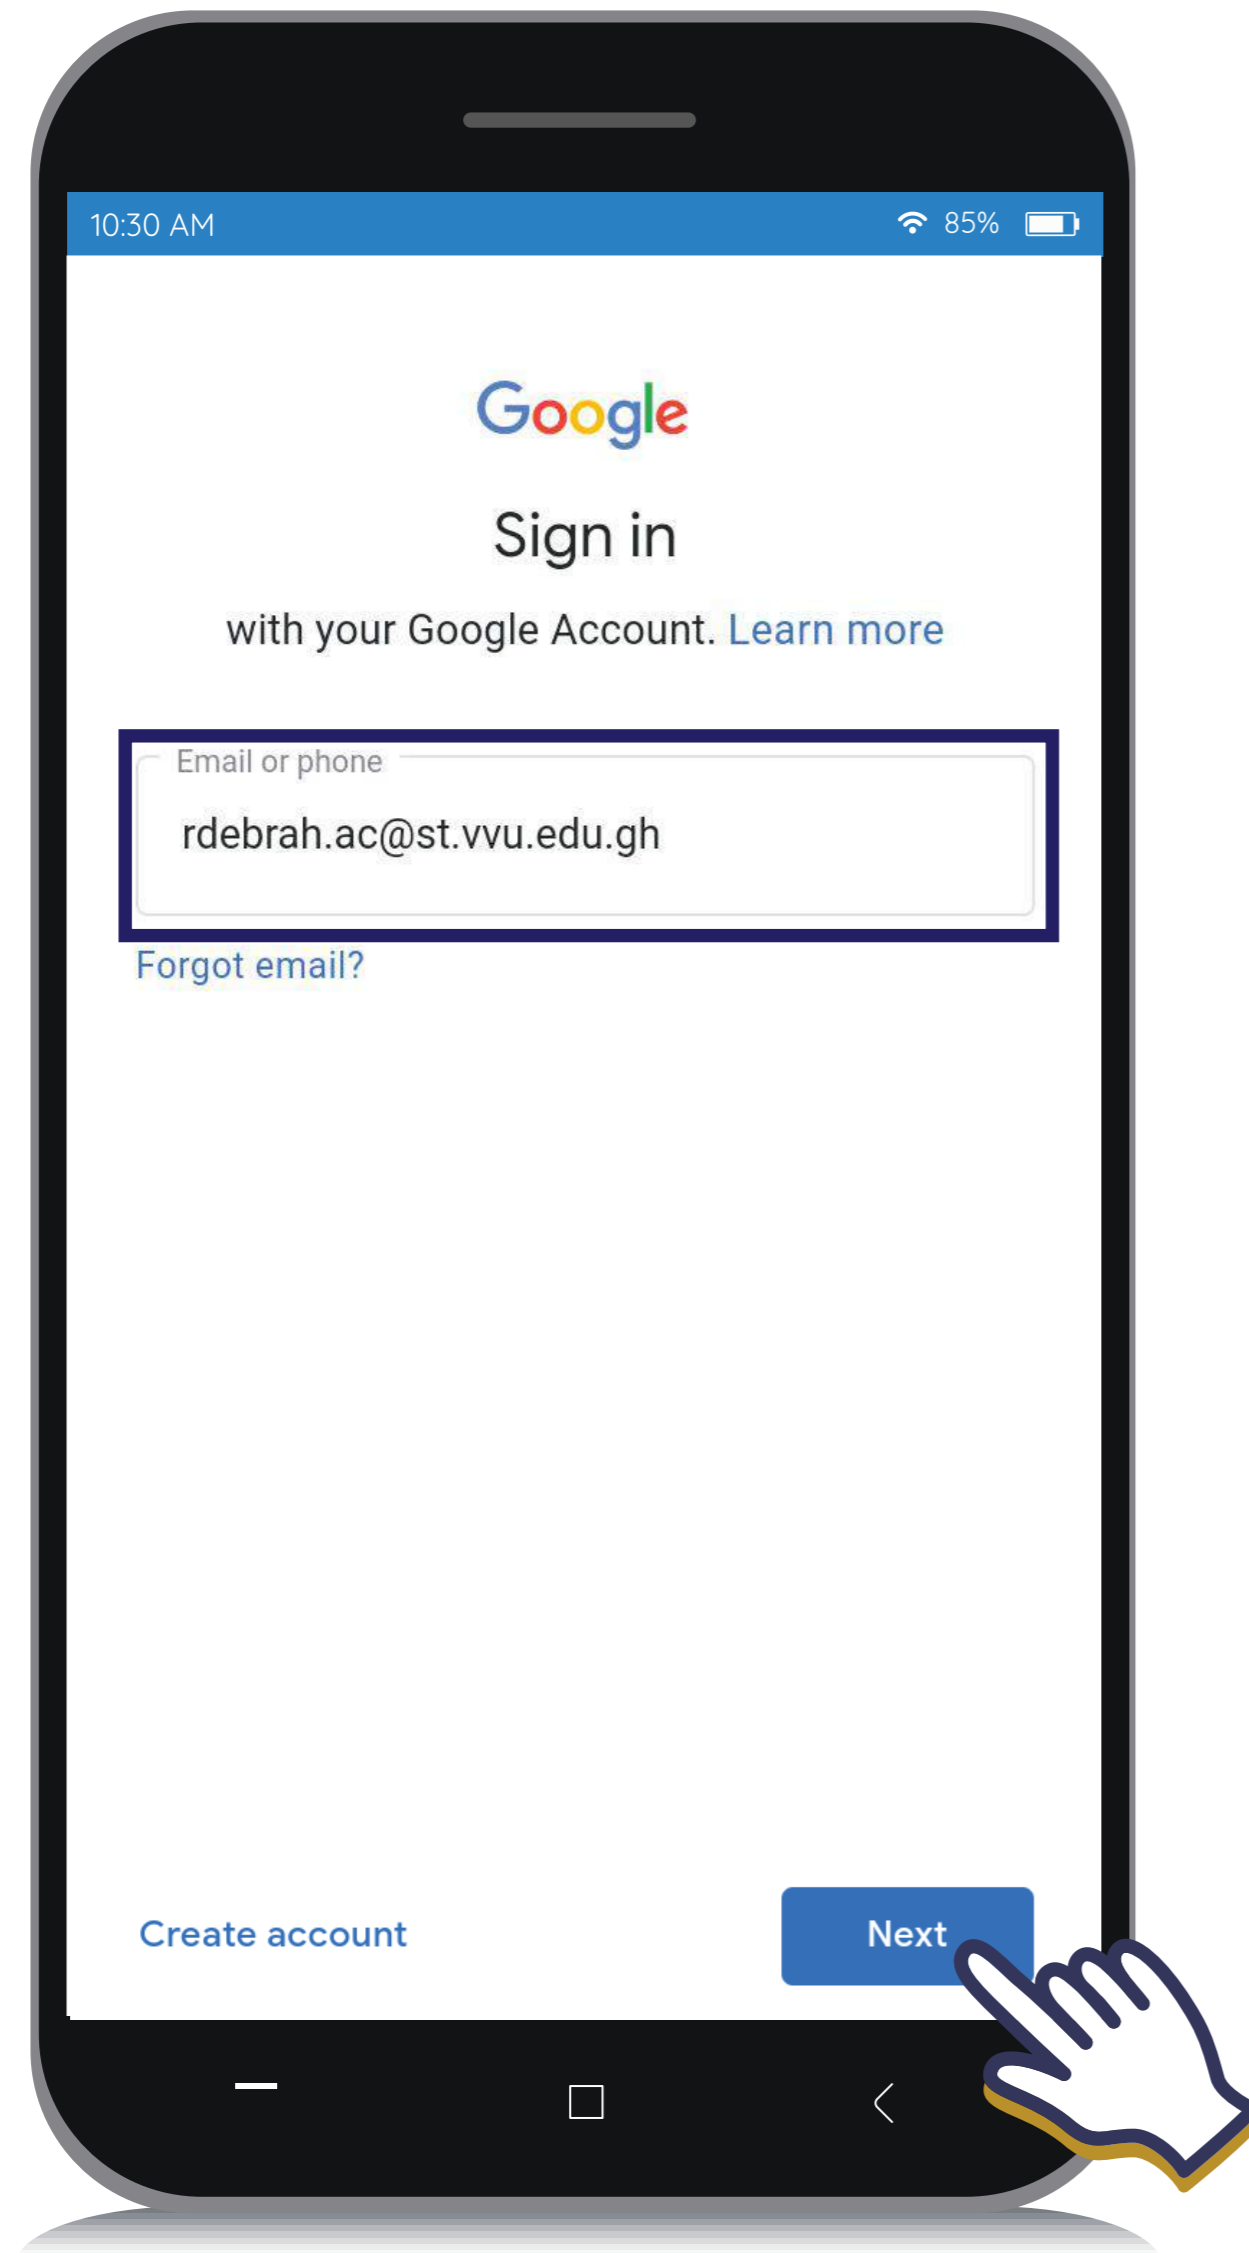 10:30 AM 85%
Google
Sign in
with your Google Account. Learn more
Email or phone
rdebrah.ac@st.vvu.edu.gh
Forgot email?
Create account Next